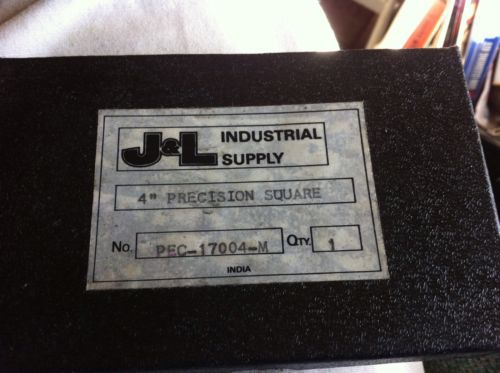 J&L INDUSTRIAL
SUPPLY
4" PRECISION SQUARE
No. PEC-17004-M QTY. 1
INDIA